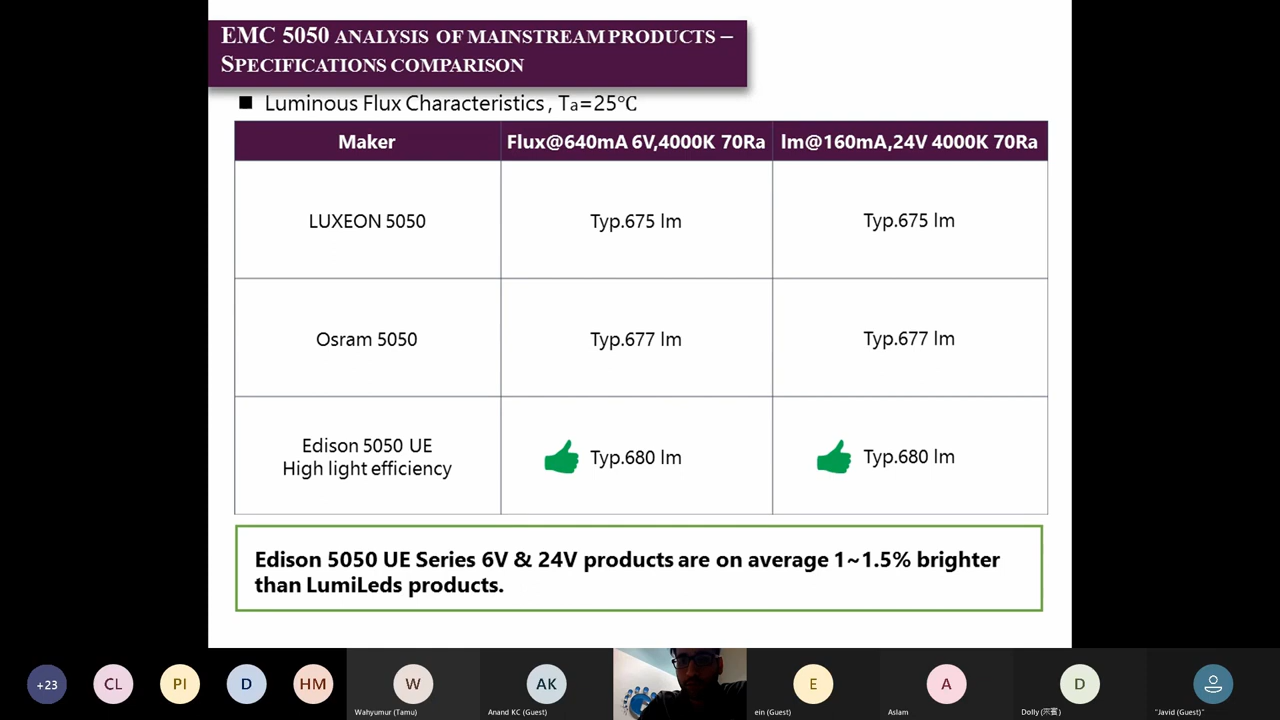 EMC 5050 ANALYSIS OF MAINSTREAM PRODUCTS –
SPECIFICATIONS COMPARISON
■ Luminous Flux Characteristics , Ta=25℃
Maker
Flux@640mA 6V,4000K 70Ra
lm@160mA,24V 4000K 70Ra
LUXEON 5050
Typ.675 lm
Typ.675 lm
Osram 5050
Typ.677 lm
Typ.677 lm
Edison 5050 UE
High light efficiency
Typ.680 lm
Typ.680 lm
Edison 5050 UE Series 6V & 24V products are on average 1~1.5% brighter
than LumiLeds products.
+23
CL
PI
D
HM
W
AK
E
A
D
Wahyumur (Tamu)
Anand KC (Guest)
ein (Guest)
Aslam
Dolly (宗賓)
"Javid (Guest)"